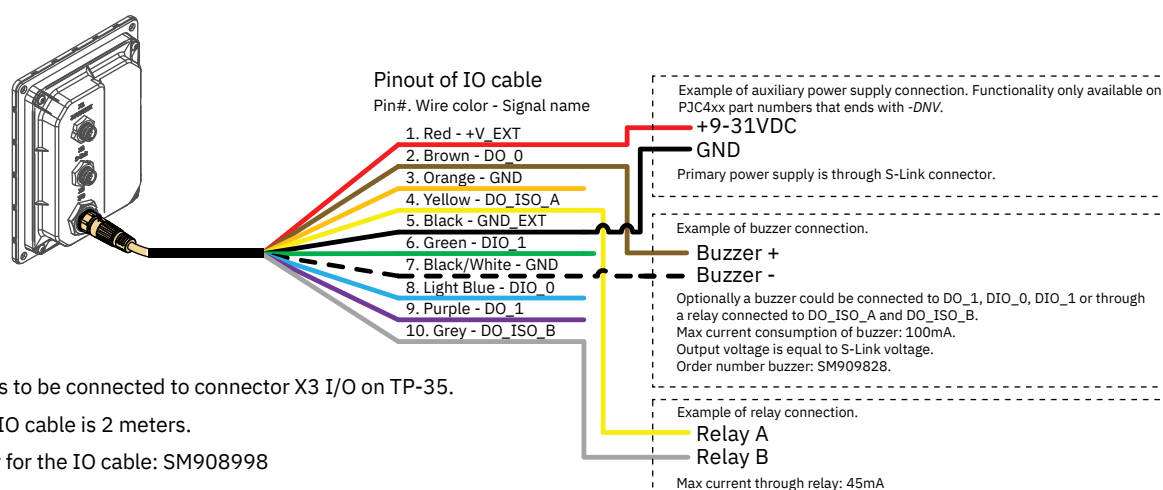 Pinout of IO cable
Pin#. Wire color - Signal name
1. Red - +V_EXT
2. Brown - DO_0
3. Orange - GND
4. Yellow - DO_ISO_A
5. Black - GND_EXT
6. Green - DIO_1
7. Black/White - GND
8. Light Blue - DIO_0
9. Purple - DO_1
10. Grey - DO_ISO_B
Example of auxiliary power supply connection. Functionality only available on
PJC4xx part numbers that ends with -DNV.
+9-31VDC
GND
Primary power supply is through S-Link connector.
Example of buzzer connection.
Buzzer +
Buzzer -
Optionally a buzzer could be connected to DO_1, DIO_0, DIO_1 or through
a relay connected to DO_ISO_A and DO_ISO_B.
Max current consumption of buzzer: 100mA.
Output voltage is equal to S-Link voltage.
Order number buzzer: SM909828.
Example of relay connection.
Relay A
Relay B
Max current through relay: 45mA
s to be connected to connector X3 I/O on TP-35.
IO cable is 2 meters.
for the IO cable: SM908998